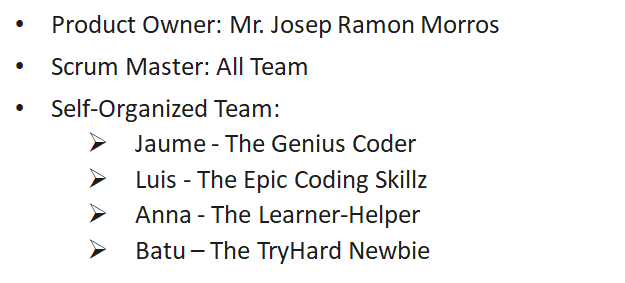 • Product Owner: Mr. Josep Ramon Morros
• Scrum Master: All Team
• Self-Organized Team:
➢ Jaume - The Genius Coder
➢ Luis - The Epic Coding Skillz
➢ Anna - The Learner-Helper
➢ Batu – The TryHard Newbie